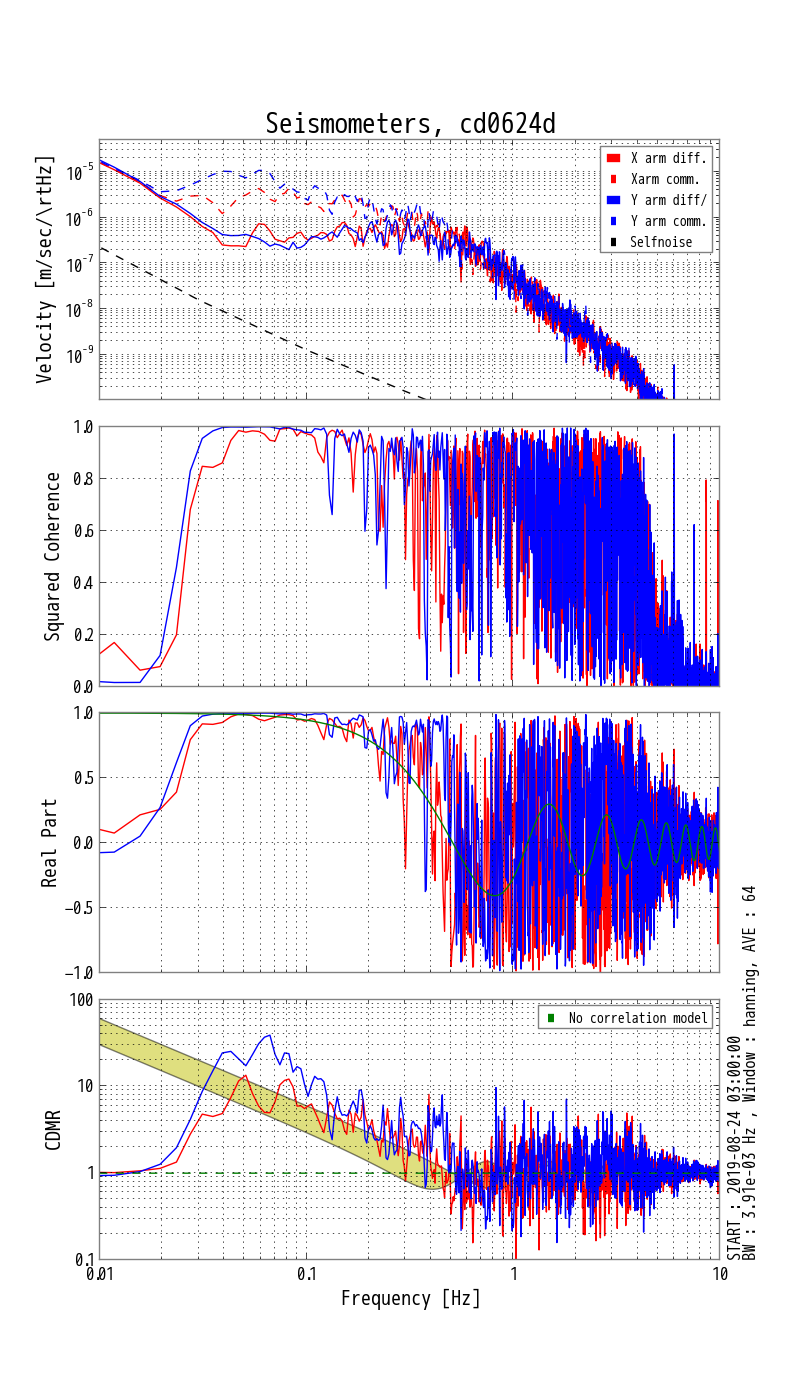 Seismometers, cd0624d
X arm diff.
Xarm comm.
Y arm diff/
Y arm comm.
Selfnoise
10⁻⁵
10⁻⁶
10⁻⁷
10⁻⁸
10⁻⁹
Velocity [m/sec/\rtHz]
1.0
0.8
0.6
0.4
0.2
0.0
Squared Coherence
1.0
0.5
0.0
−0.5
−1.0
Real Part
No correlation model
100
10
1
0.1
CDMR
0.01 0.1 1 10
Frequency [Hz]
START : 2019-08-24 03:00:00
BW : 3.91e-03 Hz , Window : hanning, AVE : 64